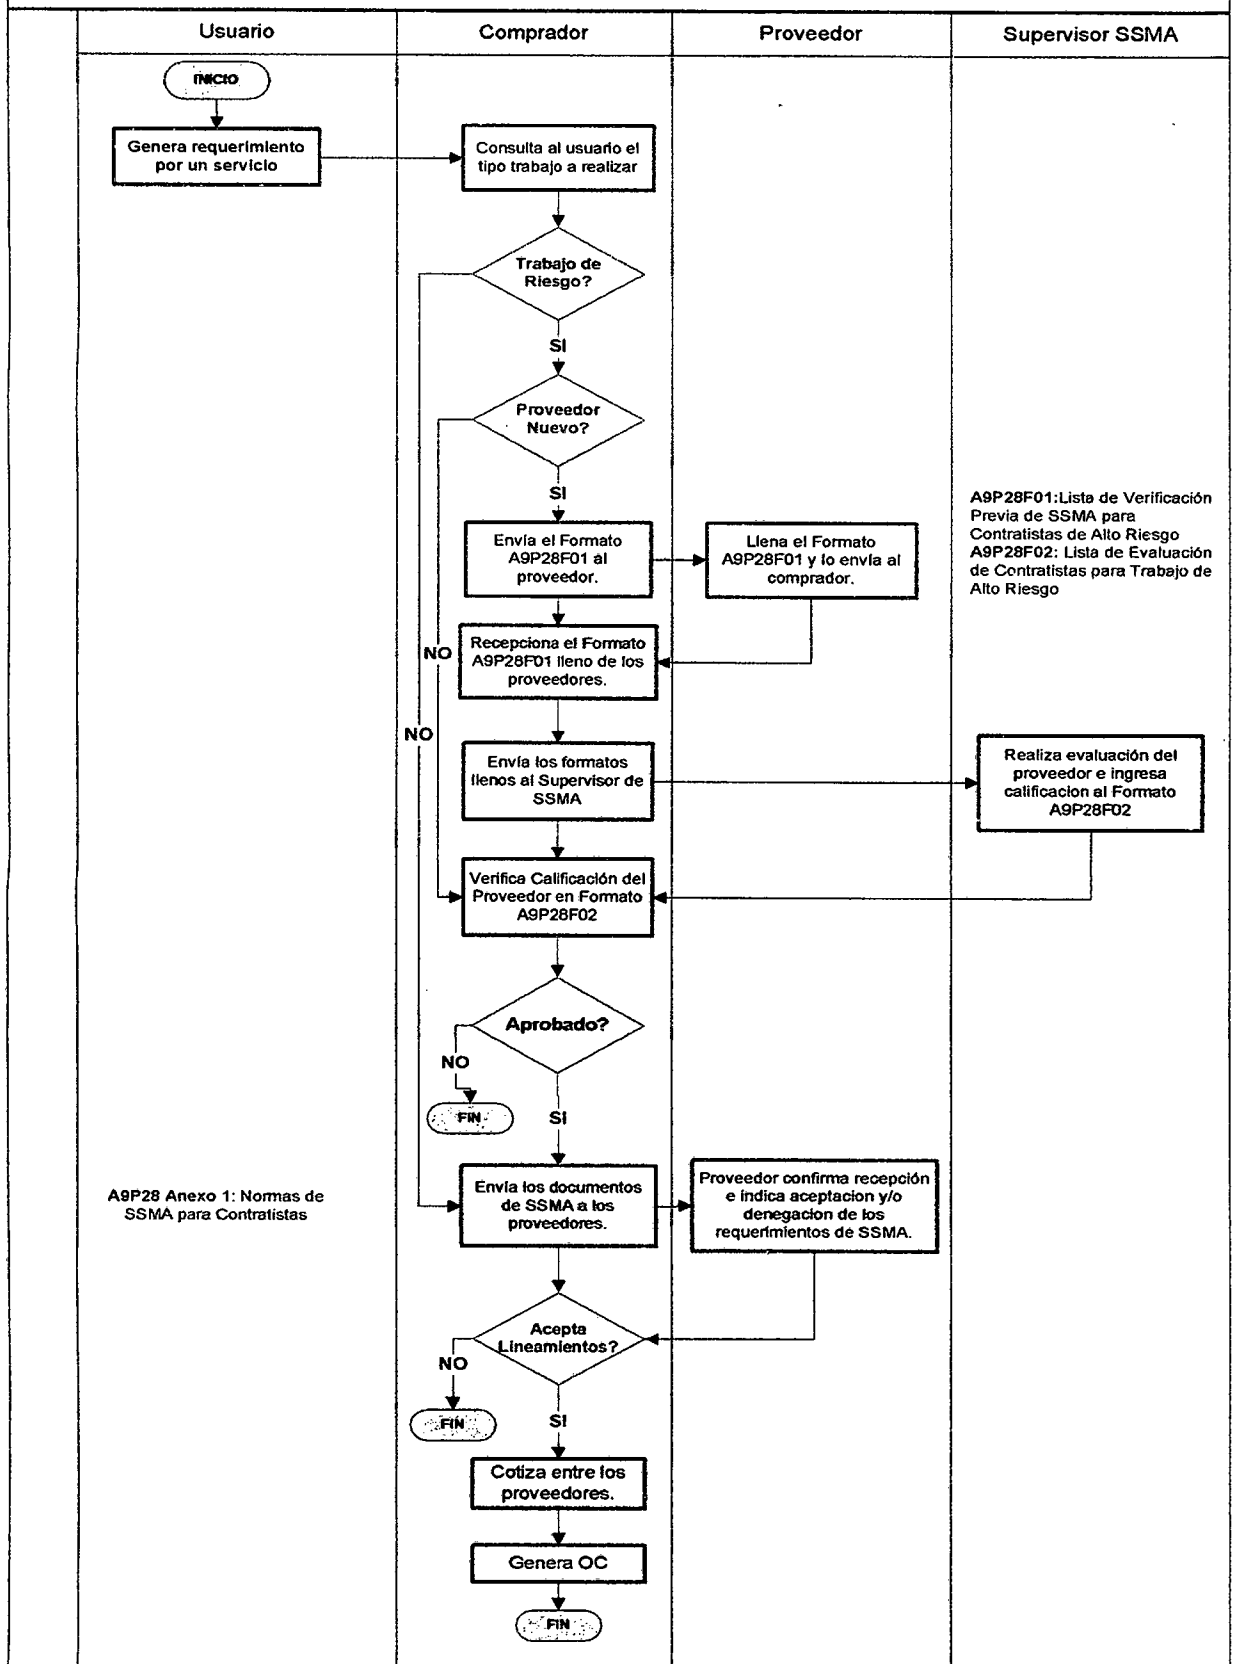 Usuario
Comprador
Proveedor
Supervisor SSMA
INICIO
Genera requerimiento
por un servicio
Consulta al usuario el
tipo trabajo a realizar
Trabajo de
Riesgo?
SI
Proveedor
Nuevo?
SI
Envía el Formato
A9P28F01 al
proveedor.
Llena el Formato
A9P28F01 y lo envía al
comprador.
A9P28F01:Lista de Verificación
Previa de SSMA para
Contratistas de Alto Riesgo
A9P28F02: Lista de Evaluación
de Contratistas para Trabajo de
Alto Riesgo
NO
Recepciona el Formato
A9P28F01 lleno de los
proveedores.
NO
Envía los formatos
llenos al Supervisor de
SSMA
Realiza evaluación del
proveedor e ingresa
calificacion al Formato
A9P28F02
Verifica Calificación del
Proveedor en Formato
A9P28F02
Aprobado?
NO
FIN
SI
A9P28 Anexo 1: Normas de
SSMA para Contratistas
Envía los documentos
de SSMA a los
proveedores.
Proveedor confirma recepción
e indica aceptacion y/o
denegacion de los
requerimientos de SSMA.
Acepta
Lineamientos?
NO
FIN
SI
Cotiza entre los
proveedores.
Genera OC
FIN